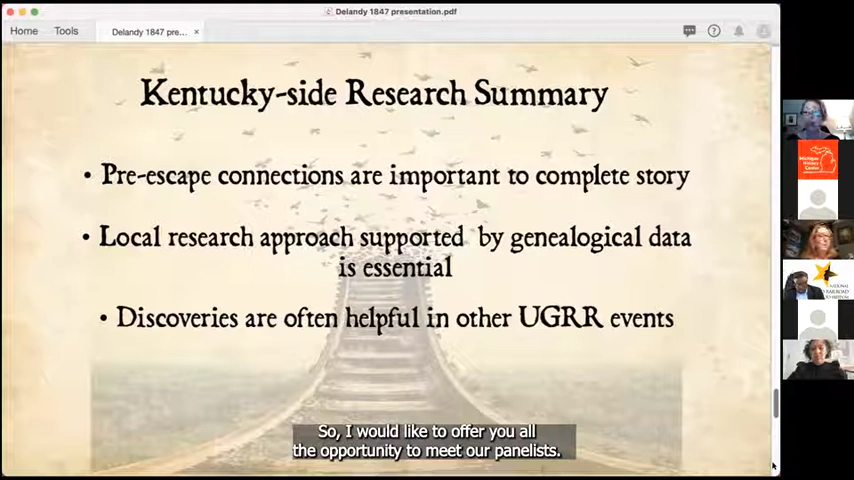 Delandy 1847 presentation.pdf
Home Tools Delandy 1847 pre... ×
Kentucky-side Research Summary
• Pre-escape connections are important to complete story
• Local research approach supported by genealogical data
is essential
• Discoveries are often helpful in other UGRR events
So, I would like to offer you all
the opportunity to meet our panelists.
Michigan
History
Center
NATIONAL